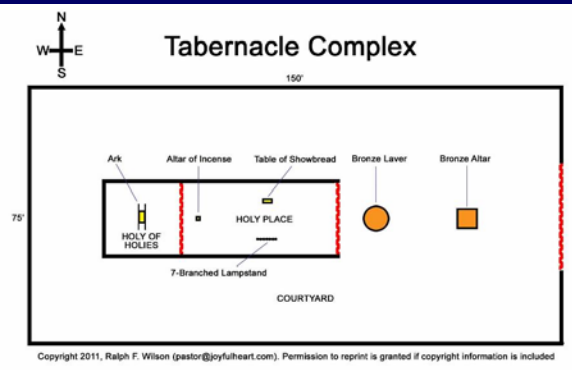 N
W E
S
Tabernacle Complex
150'
Ark
Altar of Incense
Table of Showbread
Bronze Laver
Bronze Altar
75'
HOLY PLACE
HOLY OF
HOLIES
7-Branched Lampstand
COURTYARD
Copyright 2011, Ralph F. Wilson (pastor@joyfulheart.com). Permission to reprint is granted if copyright information is included